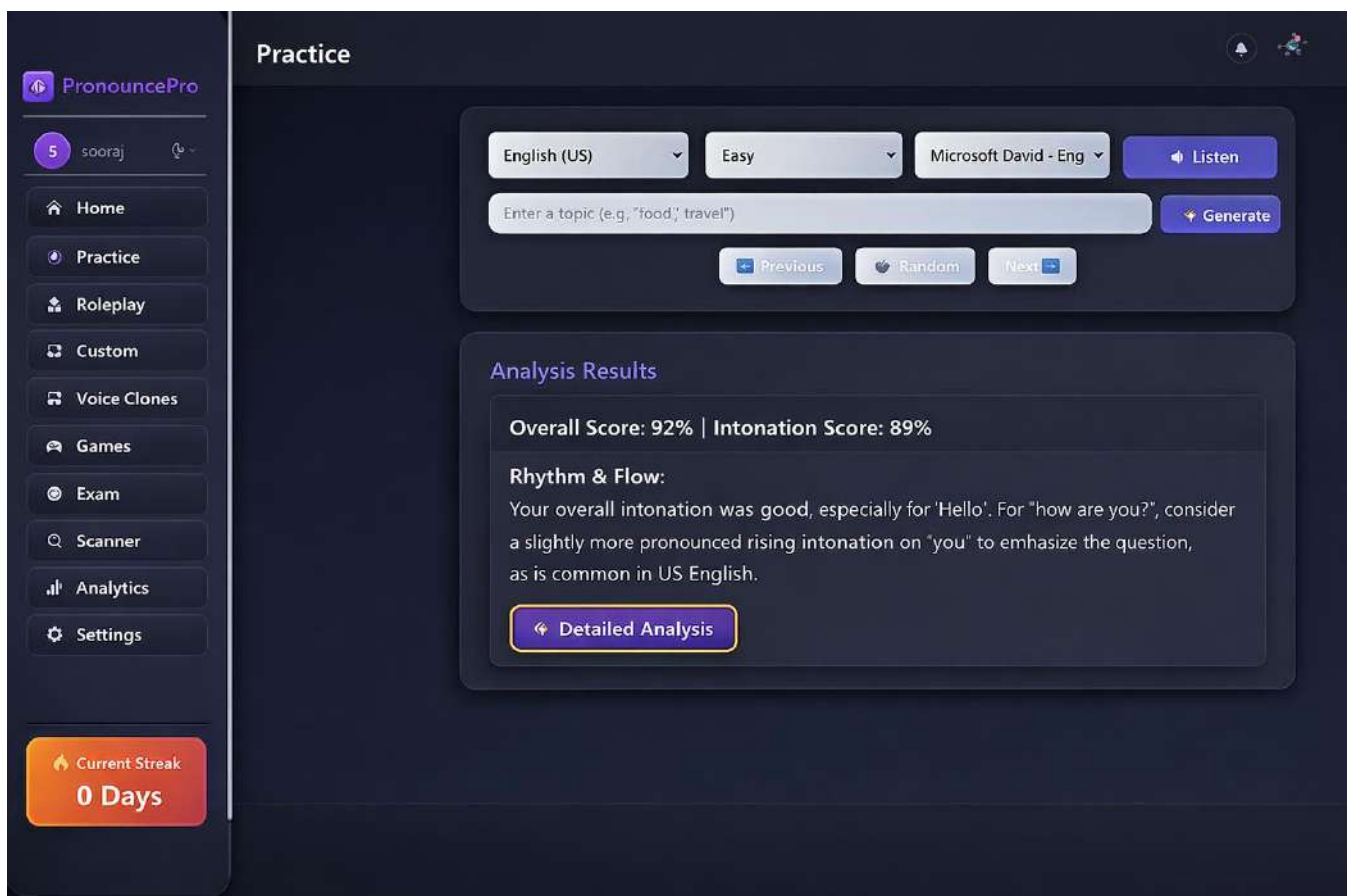 Practice
PronouncePro
5 sooraj
Home
Practice
Roleplay
Custom
Voice Clones
Games
Exam
Scanner
Analytics
Settings
Current Streak
0 Days
English (US)
Easy
Microsoft David - Eng
Listen
Enter a topic (e.g, "food,' travel")
Generate
Previous
Random
Next
Analysis Results
Overall Score: 92% | Intonation Score: 89%
Rhythm & Flow:
Your overall intonation was good, especially for 'Hello'. For "how are you?", consider
a slightly more pronounced rising intonation on "you" to emhasize the question,
as is common in US English.
Detailed Analysis